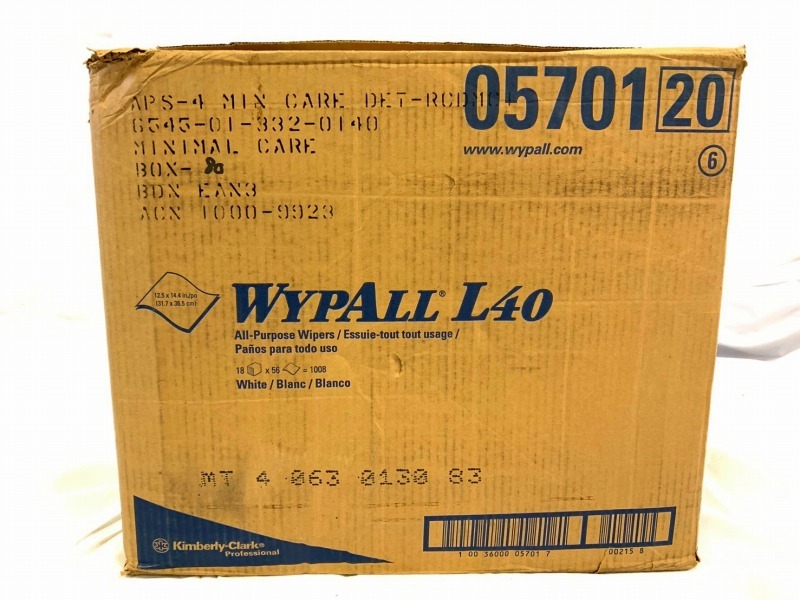 APS-4 MIN CARE DET-RCDMC+
6545-01-332-0140
MINIMAL CARE
BOX- 80
BDN EAN3
ACN 1000-9923
05701 20
www.wypall.com
6
12.5 x 14.4 in./po
(31.7 x 36.5 cm)
WYPALL® L40
All-Purpose Wipers / Essuie-tout tout usage /
Paños para todo uso
18 x 56 = 1008
White / Blanc / Blanco
MT 4 063 0130 83
Kimberly-Clark®
Professional
1 00 36000 05701 7
00215 8